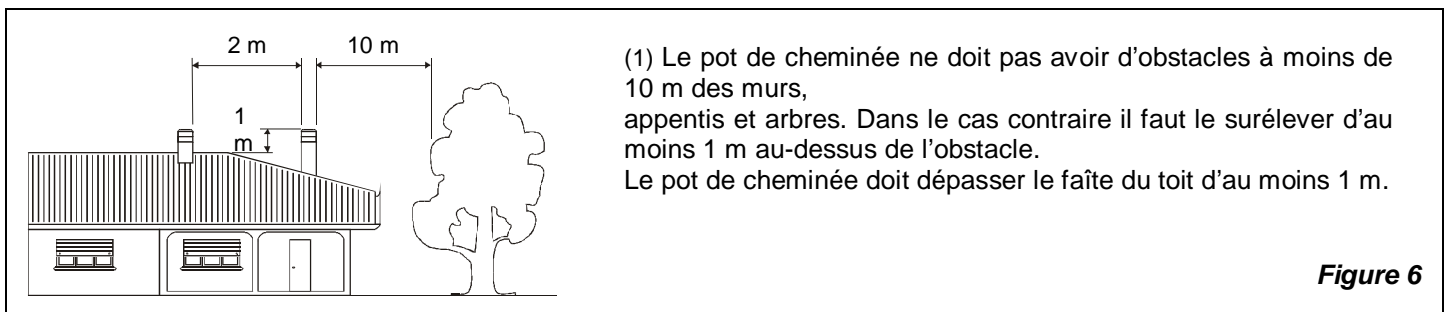 2 m 10 m
1
m
(1) Le pot de cheminée ne doit pas avoir d'obstacles à moins de
10 m des murs,
appentis et arbres. Dans le cas contraire il faut le surélever d'au
moins 1 m au-dessus de l'obstacle.
Le pot de cheminée doit dépasser le faîte du toit d'au moins 1 m.
Figure 6